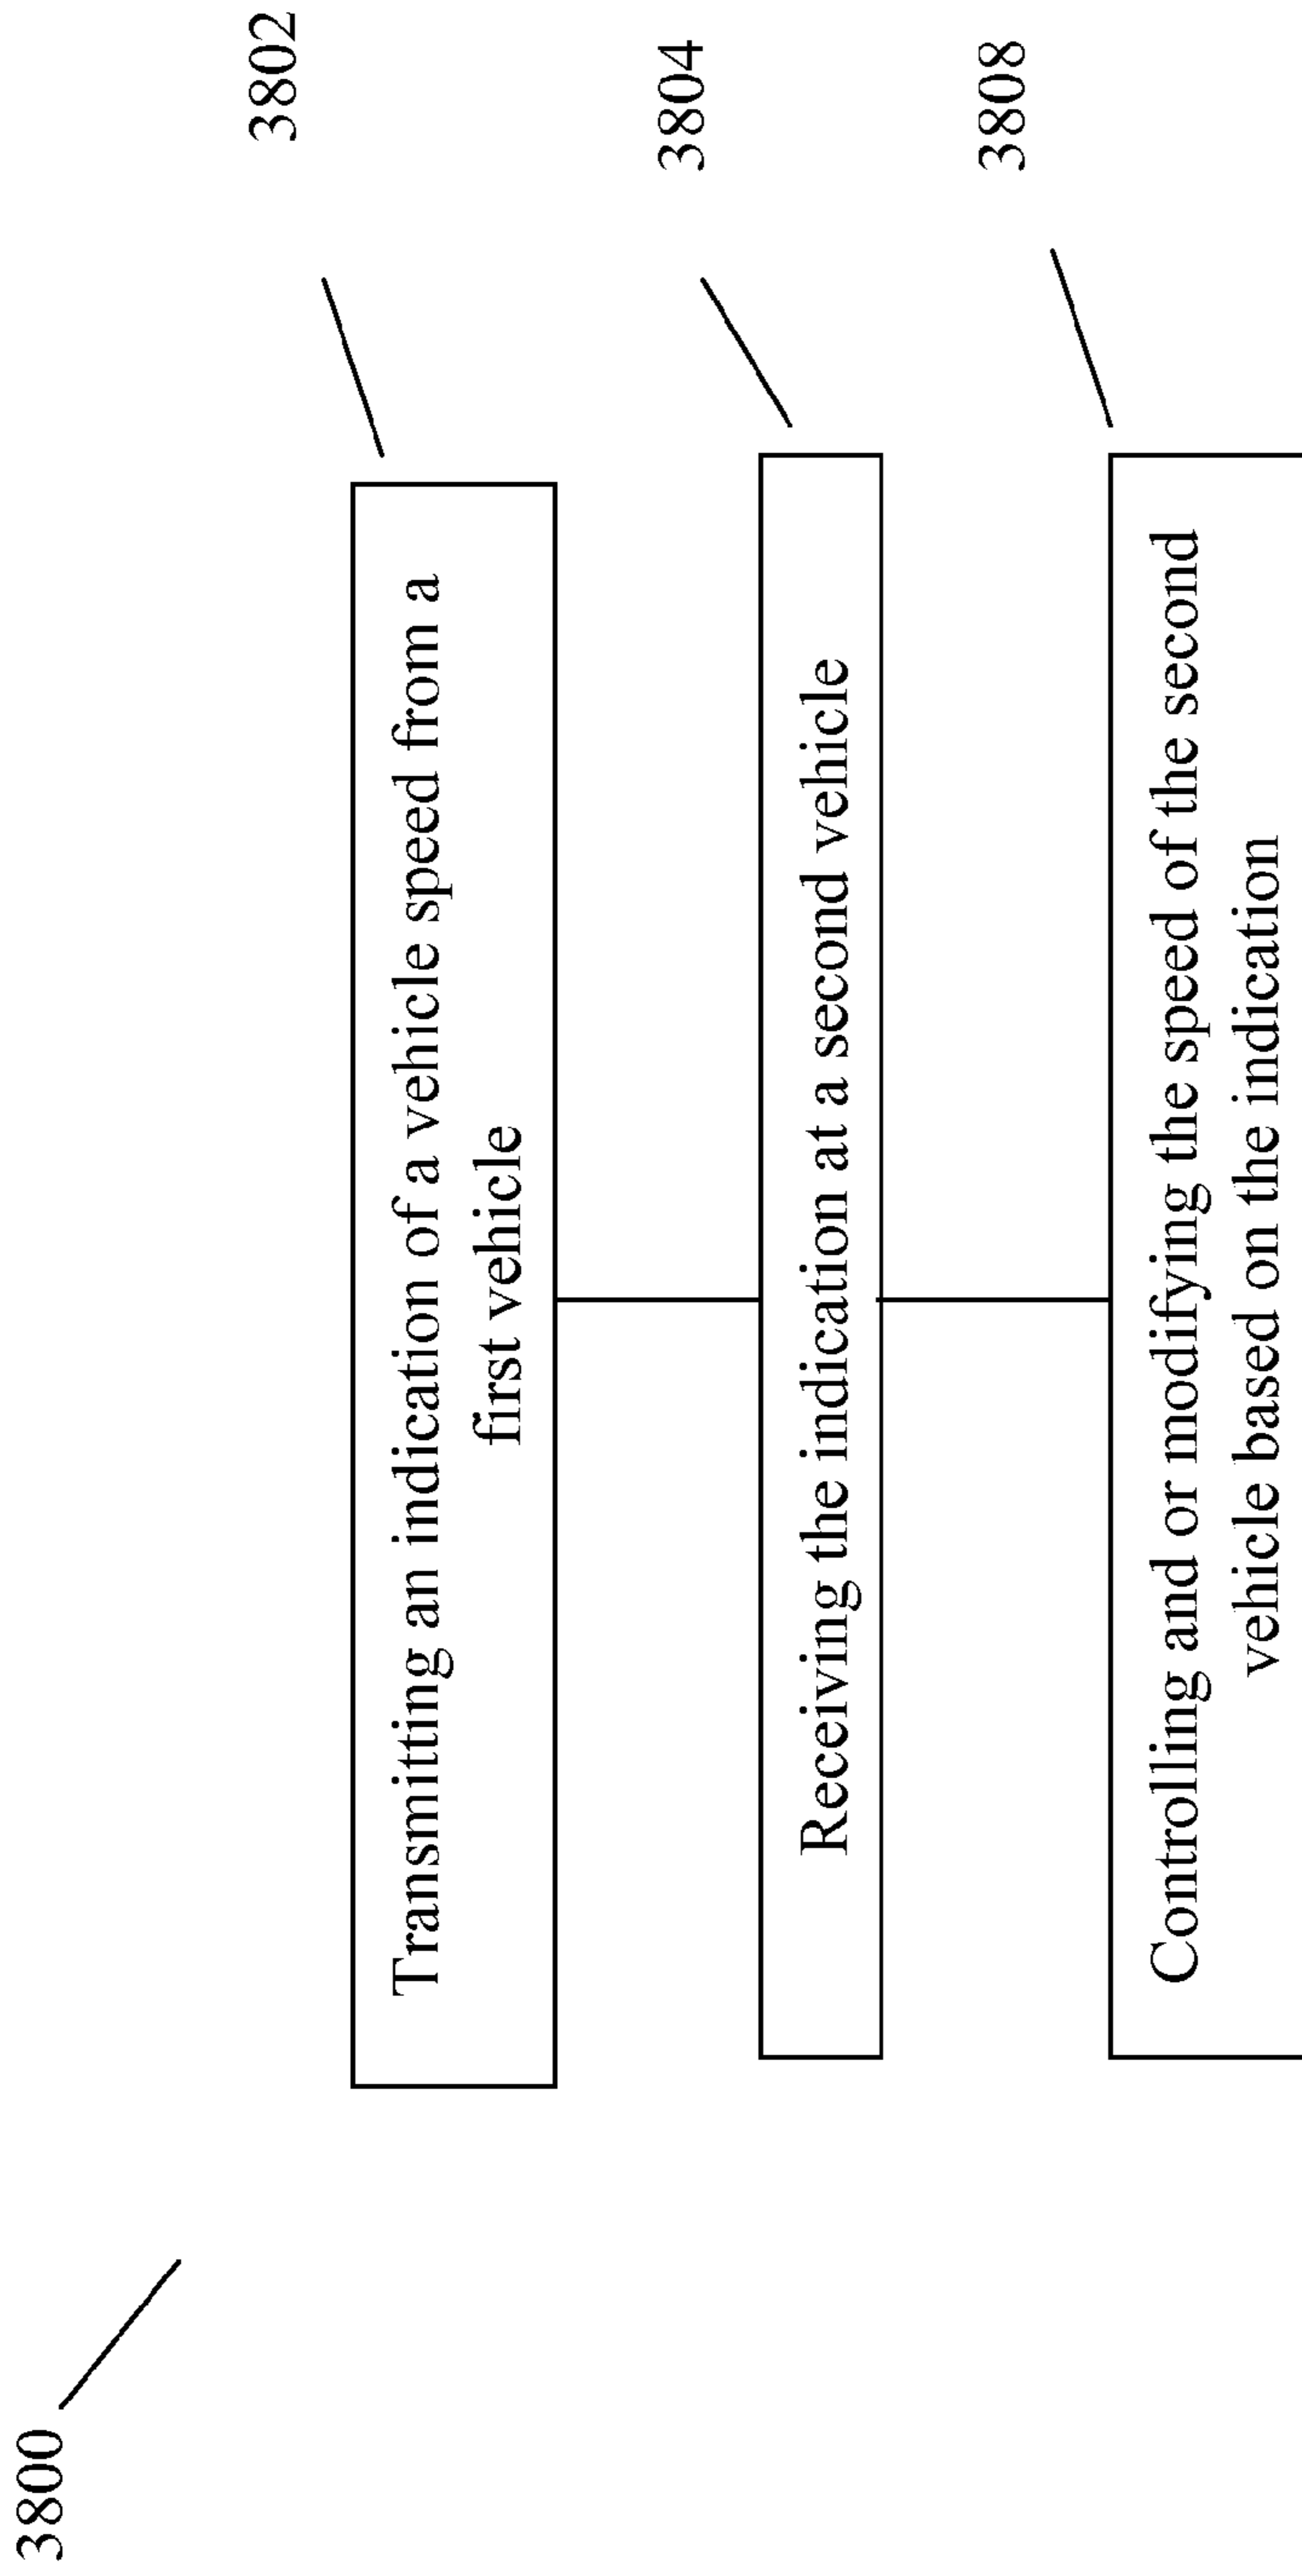 3800
3802
Transmitting an indication of a vehicle speed from a
first vehicle
3804
Receiving the indication at a second vehicle
3808
Controlling and or modifying the speed of the second
vehicle based on the indication